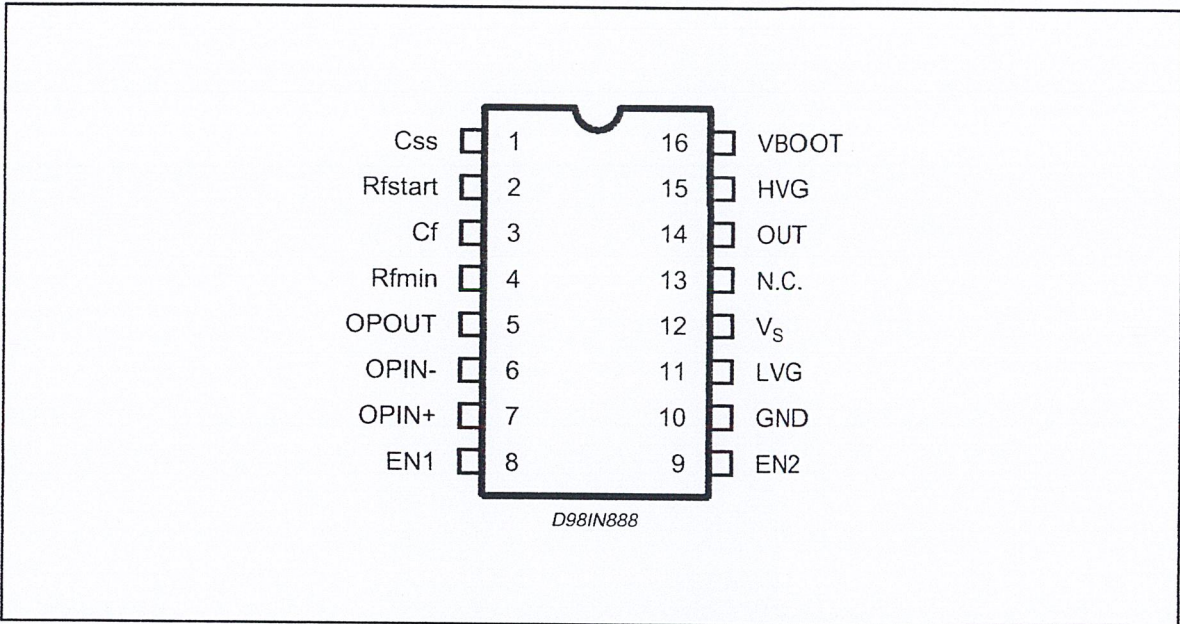 Css 1 16 VBOOT
Rfstart 2 15 HVG
Cf 3 14 OUT
Rfmin 4 13 N.C.
OPOUT 5 12 VS
OPIN- 6 11 LVG
OPIN+ 7 10 GND
EN1 8 9 EN2
D98IN888